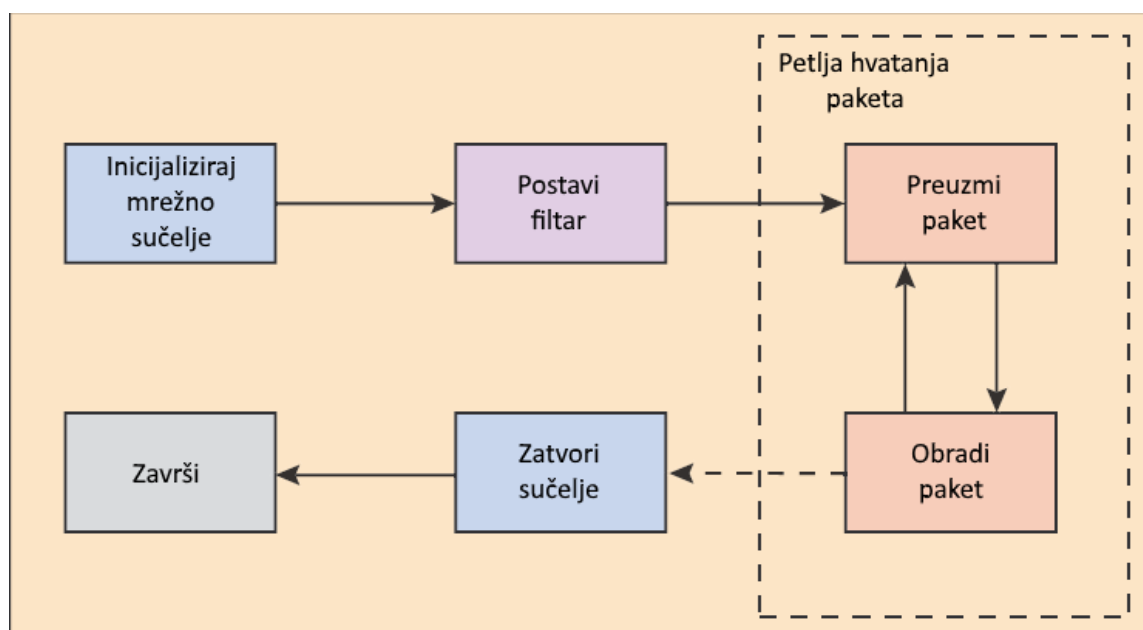 Petlja hvatanja
paketa
Inicijaliziraj
mrežno
sučelje
Postavi
filtar
Preuzmi
paket
Završi
Zatvori
sučelje
Obradi
paket